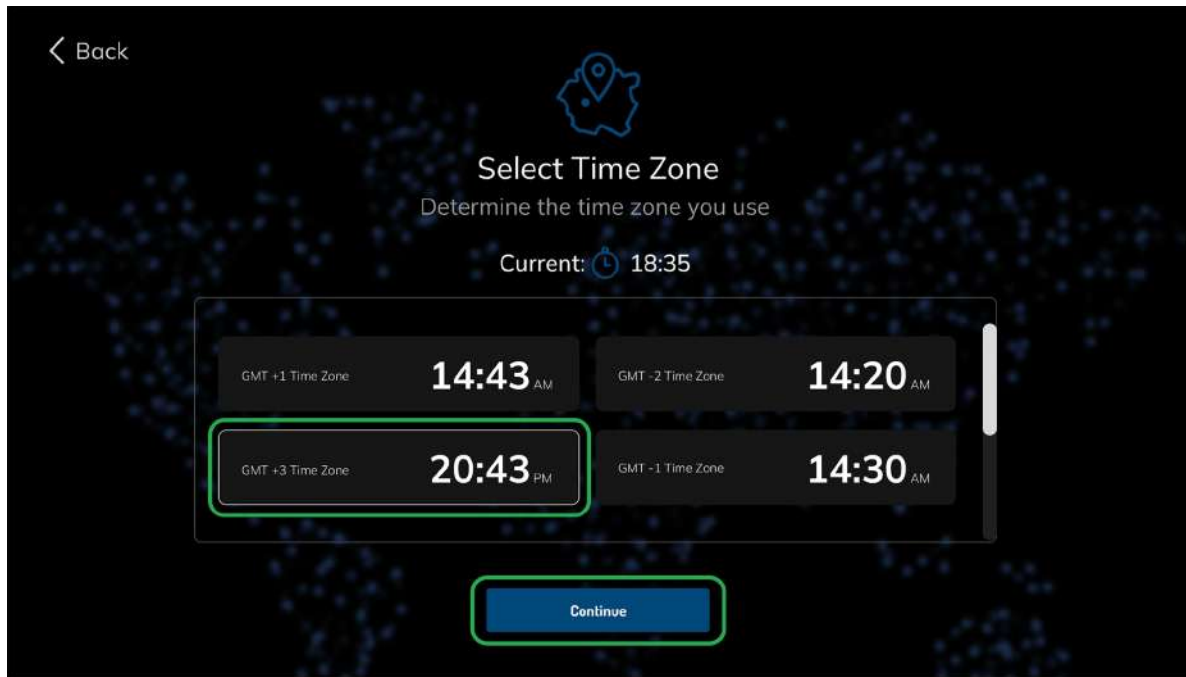 Back
Select Time Zone
Determine the time zone you use
Current: 18:35
GMT +1 Time Zone 14:43 AM
GMT -2 Time Zone 14:20 AM
GMT +3 Time Zone 20:43 PM
GMT -1 Time Zone 14:30 AM
Continue